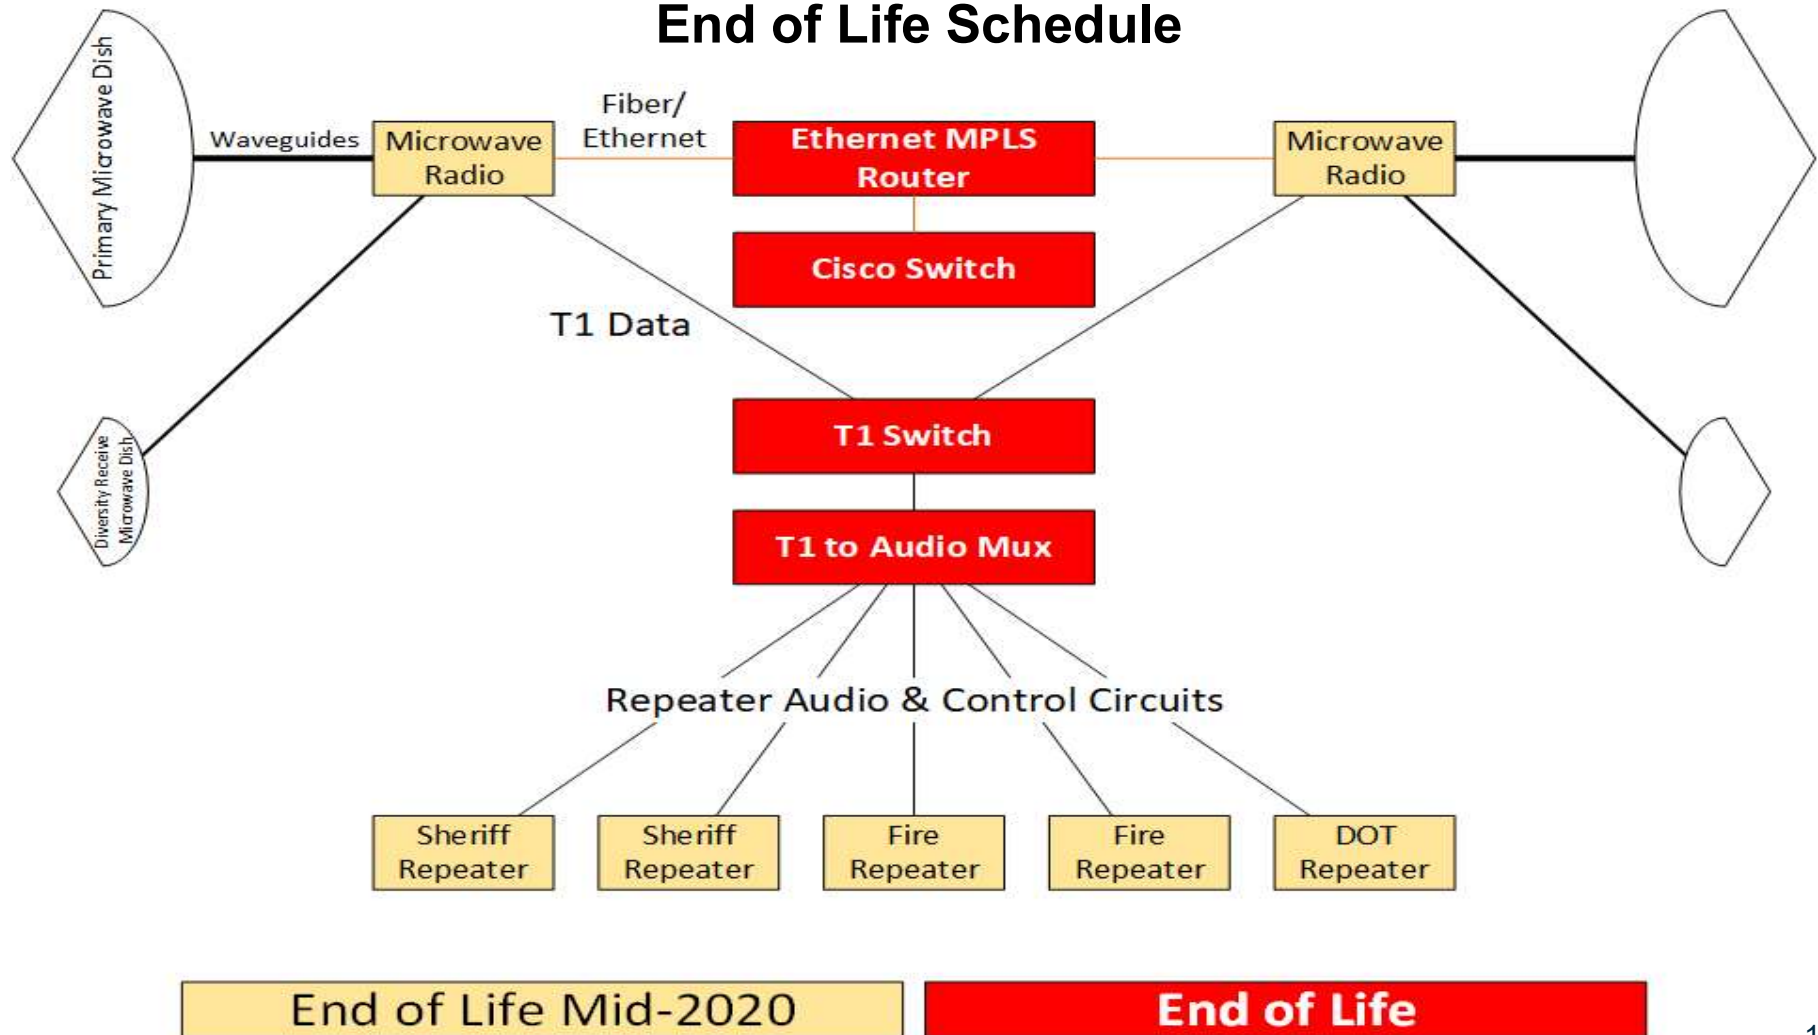 End of Life Schedule
Primary Microwave Dish
Waveguides
Microwave
Radio
Fiber/
Ethernet
Ethernet MPLS
Router
Microwave
Radio
Cisco Switch
T1 Data
T1 Switch
Diversity Receive
Microwave Dish
T1 to Audio Mux
Repeater Audio & Control Circuits
Sheriff
Repeater
Sheriff
Repeater
Fire
Repeater
Fire
Repeater
DOT
Repeater
End of Life Mid-2020
End of Life